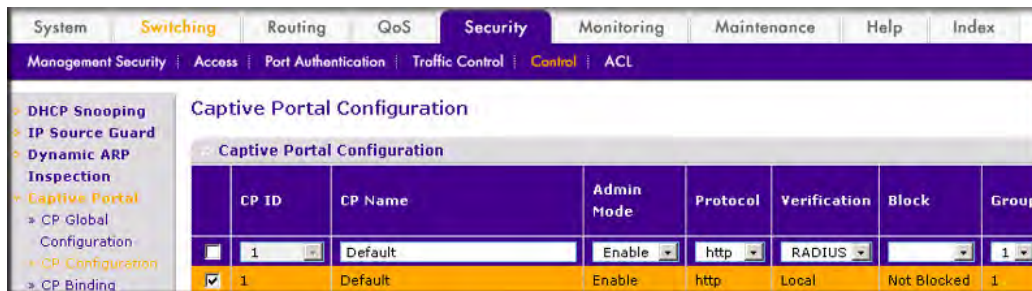 System Switching Routing QoS Security Monitoring Maintenance Help Index
Management Security Access Port Authentication Traffic Control Control ACL
DHCP Snooping
IP Source Guard
Dynamic ARP
Inspection
Captive Portal
» CP Global
Configuration
» CP Configuration
» CP Binding
Captive Portal Configuration
Captive Portal Configuration
CP ID CP Name Admin Mode Protocol Verification Block Group
1 Default Enable http RADIUS 1
1 Default Enable http Local Not Blocked 1